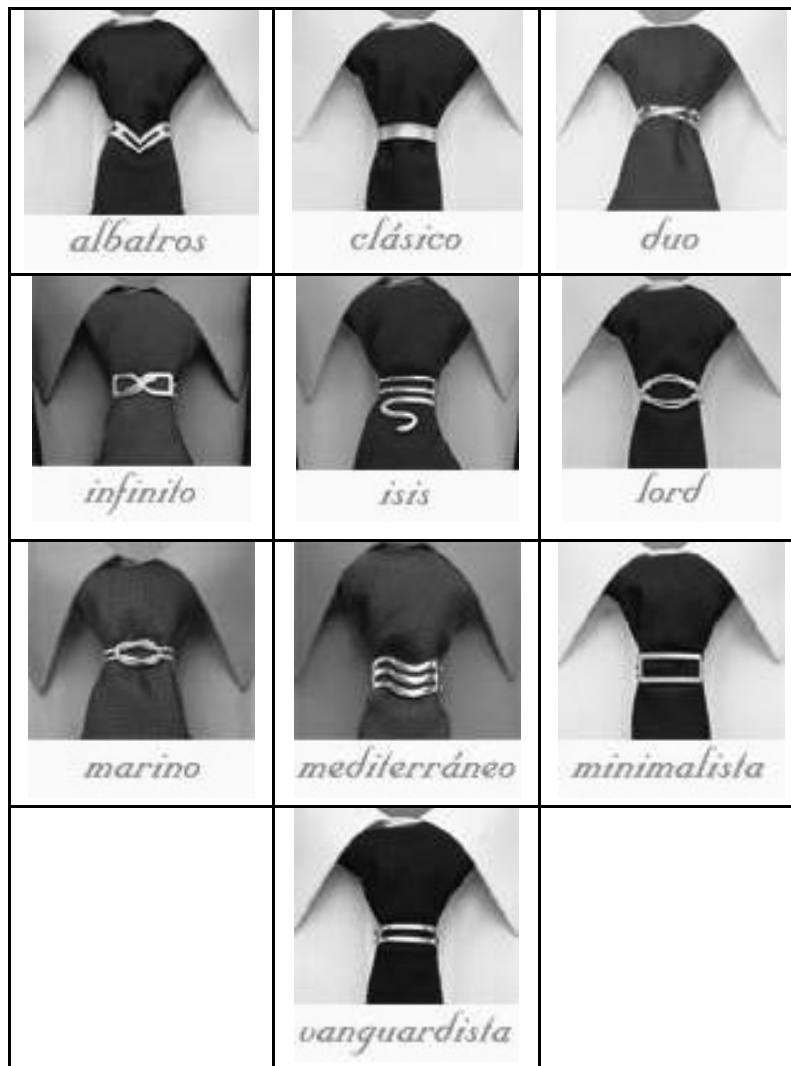 albatros
clásico
duo
infinito
isis
lord
marino
mediterráneo
minimalista
vanguardista